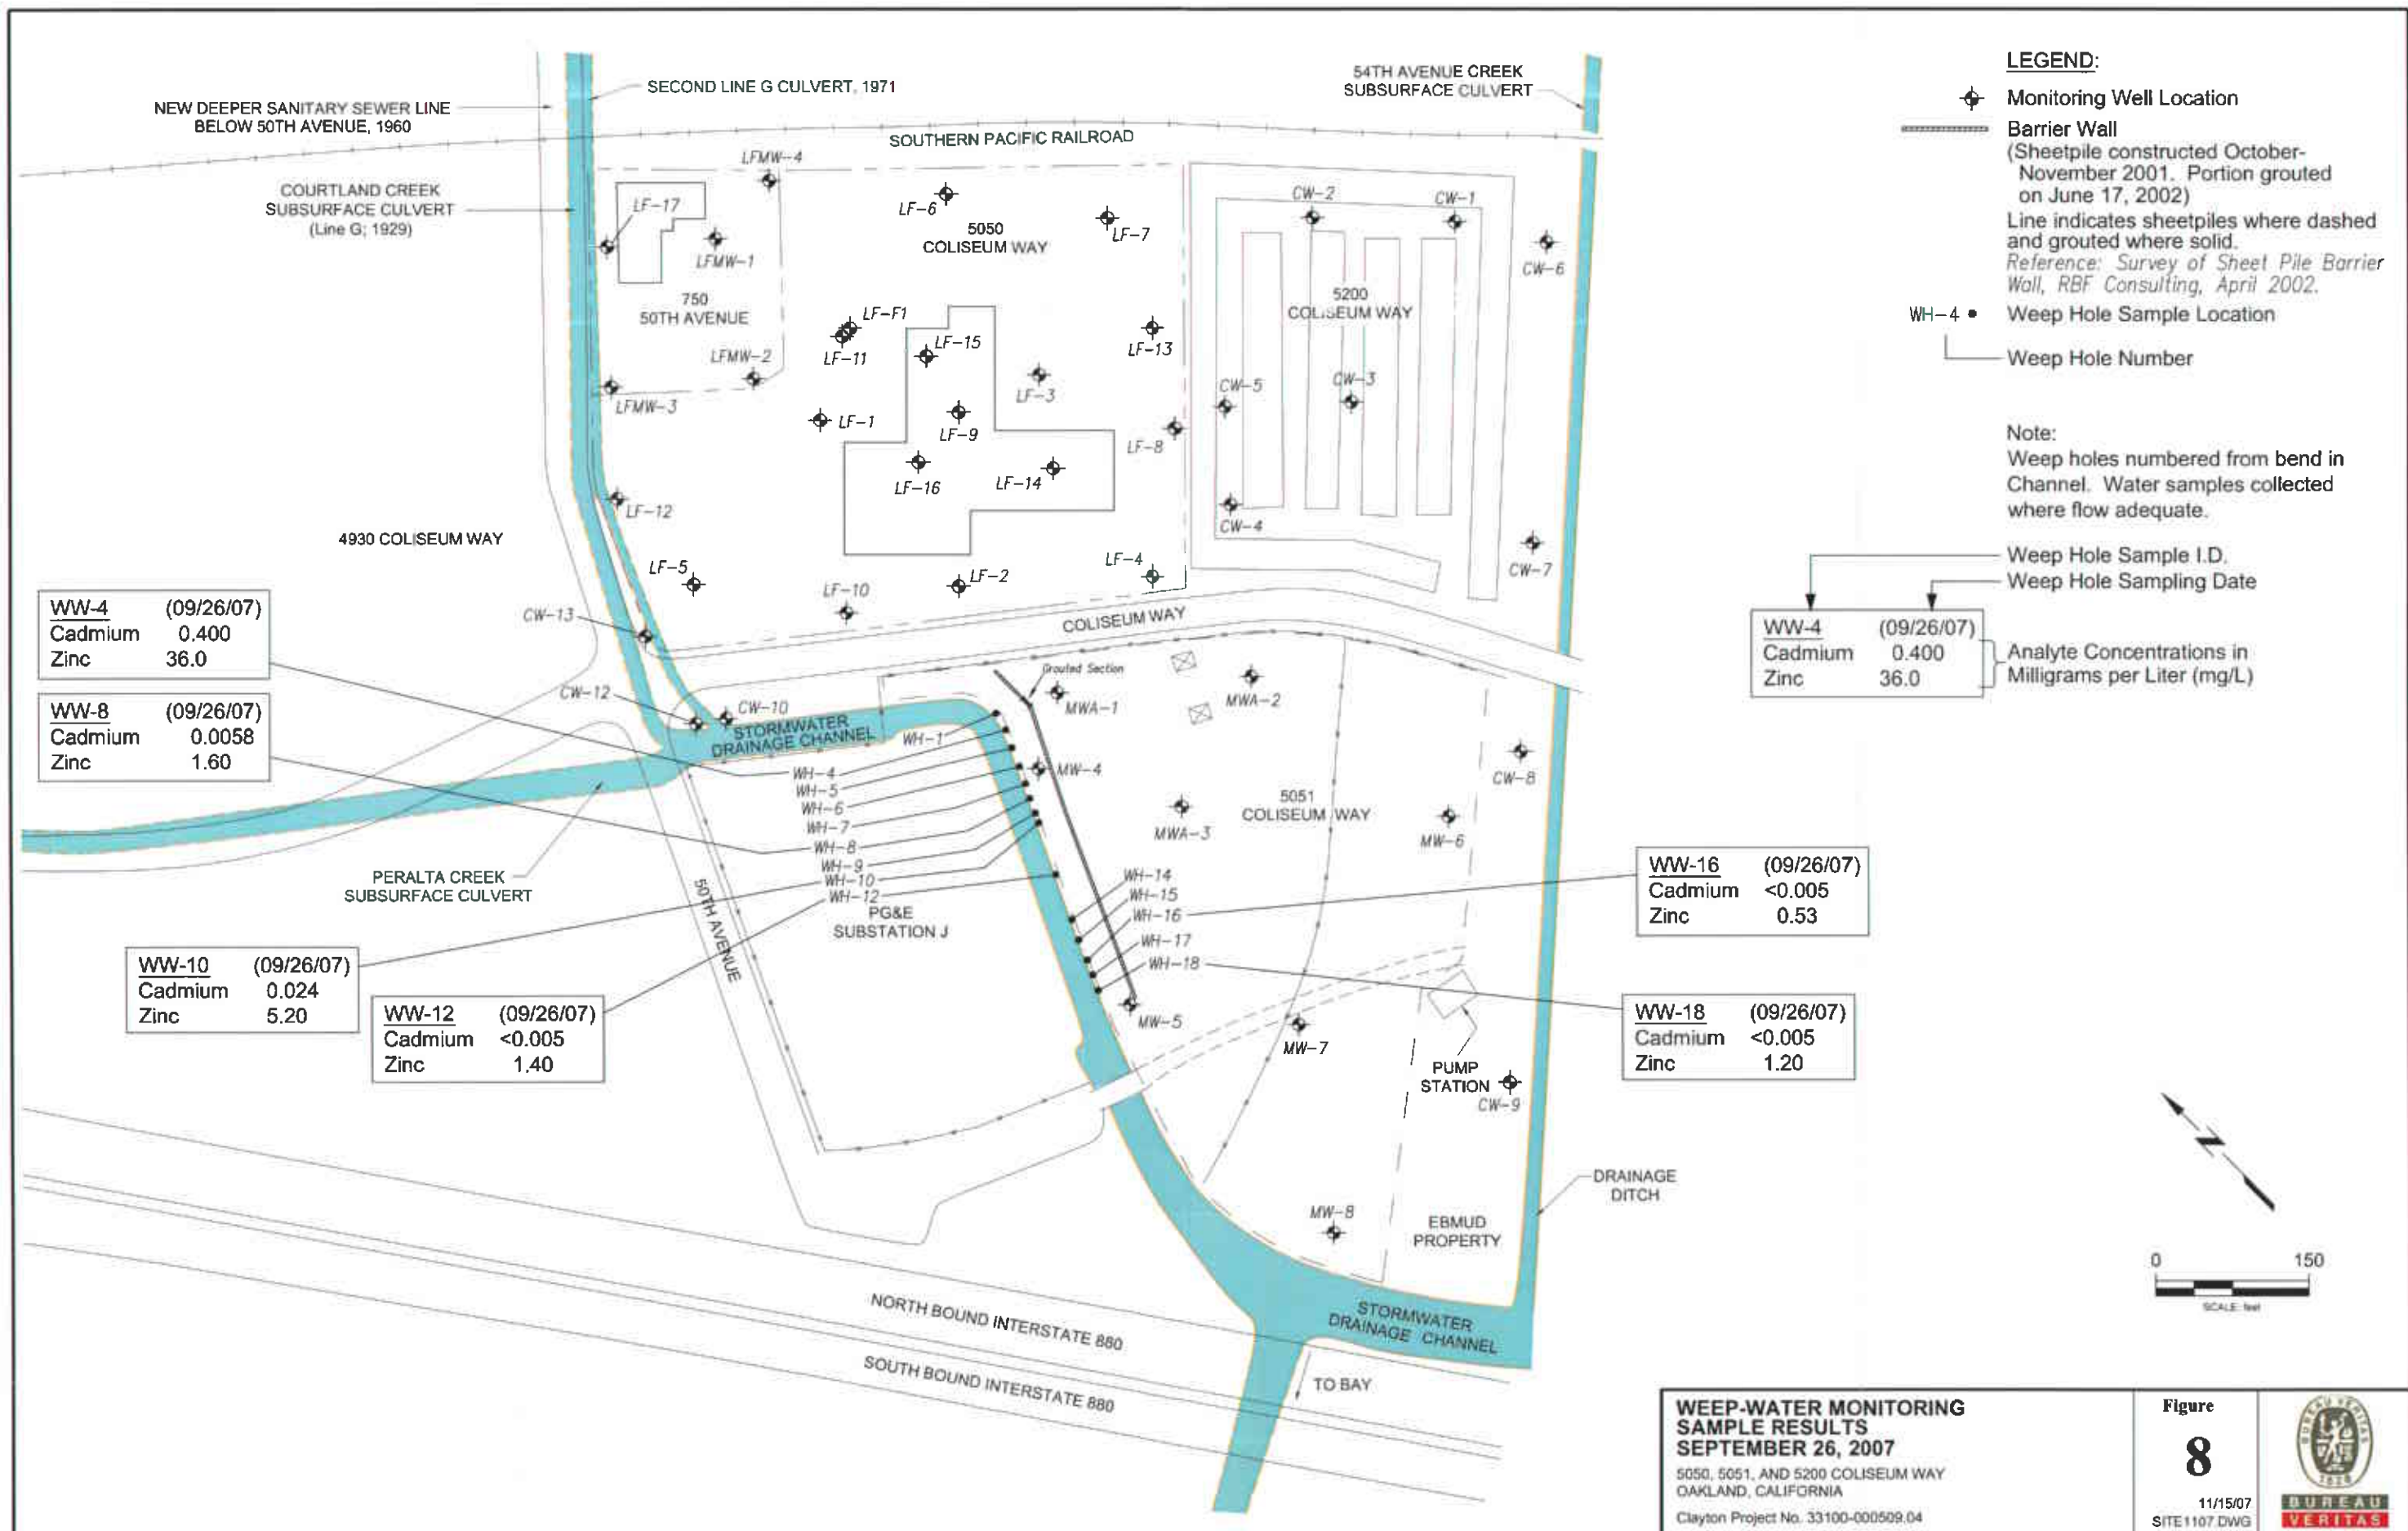 NEW DEEPER SANITARY SEWER LINE
BELOW 50TH AVENUE, 1960
SECOND LINE G CULVERT, 1971
54TH AVENUE CREEK
SUBSURFACE CULVERT
SOUTHERN PACIFIC RAILROAD
COURTLAND CREEK
SUBSURFACE CULVERT
(Line G; 1929)
LFMW-4
LF-17
LFMW-1
750
50TH AVENUE
LFMW-2
LFMW-3
LF-6
5050
COLISEUM WAY
LF-7
LF-F1
LF-11
LF-15
LF-13
LF-3
LF-1
LF-9
LF-8
LF-16
LF-14
LF-12
LF-5
LF-10
LF-2
LF-4
CW-2
CW-1
CW-6
5200
COLISEUM WAY
CW-5
CW-3
CW-4
CW-7
4930 COLISEUM WAY
CW-13
COLISEUM WAY
CW-12
CW-10
STORMWATER
DRAINAGE CHANNEL
Grouted Section
MWA-1
MWA-2
WH-1
WH-4
WH-5
WH-6
WH-7
WH-8
WH-9
WH-10
WH-12
MW-4
MWA-3
5051
COLISEUM WAY
CW-8
MW-6
WH-14
WH-15
WH-16
WH-17
WH-18
MW-5
MW-7
PUMP
STATION
CW-9
PERALTA CREEK
SUBSURFACE CULVERT
50TH AVENUE
PG&E
SUBSTATION J
MW-8
EBMUD
PROPERTY
DRAINAGE
DITCH
STORMWATER
DRAINAGE CHANNEL
NORTH BOUND INTERSTATE 880
SOUTH BOUND INTERSTATE 880
TO BAY
WW-4 (09/26/07)
Cadmium 0.400
Zinc 36.0
WW-8 (09/26/07)
Cadmium 0.0058
Zinc 1.60
WW-10 (09/26/07)
Cadmium 0.024
Zinc 5.20
WW-12 (09/26/07)
Cadmium <0.005
Zinc 1.40
WW-16 (09/26/07)
Cadmium <0.005
Zinc 0.53
WW-18 (09/26/07)
Cadmium <0.005
Zinc 1.20
LEGEND:
Monitoring Well Location
Barrier Wall
(Sheetpile constructed October-
November 2001. Portion grouted
on June 17, 2002)
Line indicates sheetpiles where dashed
and grouted where solid.
Reference: Survey of Sheet Pile Barrier
Wall, RBF Consulting, April 2002.
WH-4 Weep Hole Sample Location
Weep Hole Number
Note:
Weep holes numbered from bend in
Channel. Water samples collected
where flow adequate.
Weep Hole Sample I.D.
Weep Hole Sampling Date
WW-4 (09/26/07)
Cadmium 0.400
Zinc 36.0
Analyte Concentrations in
Milligrams per Liter (mg/L)
Z
0 150
SCALE: feet
WEEP-WATER MONITORING
SAMPLE RESULTS
SEPTEMBER 26, 2007
5050, 5051, AND 5200 COLISEUM WAY
OAKLAND, CALIFORNIA
Clayton Project No. 33100-000509.04
Figure
8
11/15/07
SITE1107.DWG
BUREAU VERITAS
1828
BUREAU
VERITAS